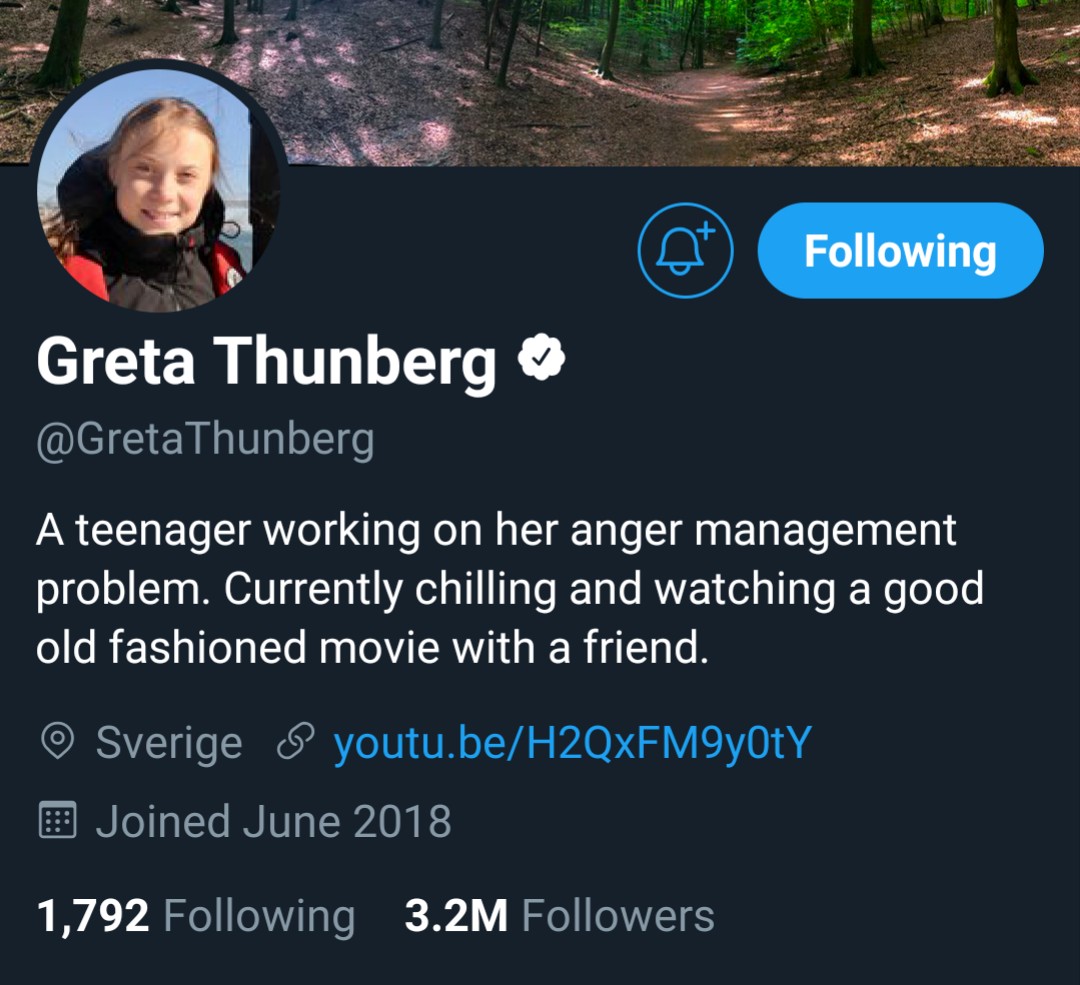 Following
Greta Thunberg
@GretaThunberg
A teenager working on her anger management
problem. Currently chilling and watching a good
old fashioned movie with a friend.
Sverige youtu.be/H2QxFM9y0tY
Joined June 2018
1,792 Following 3.2M Followers